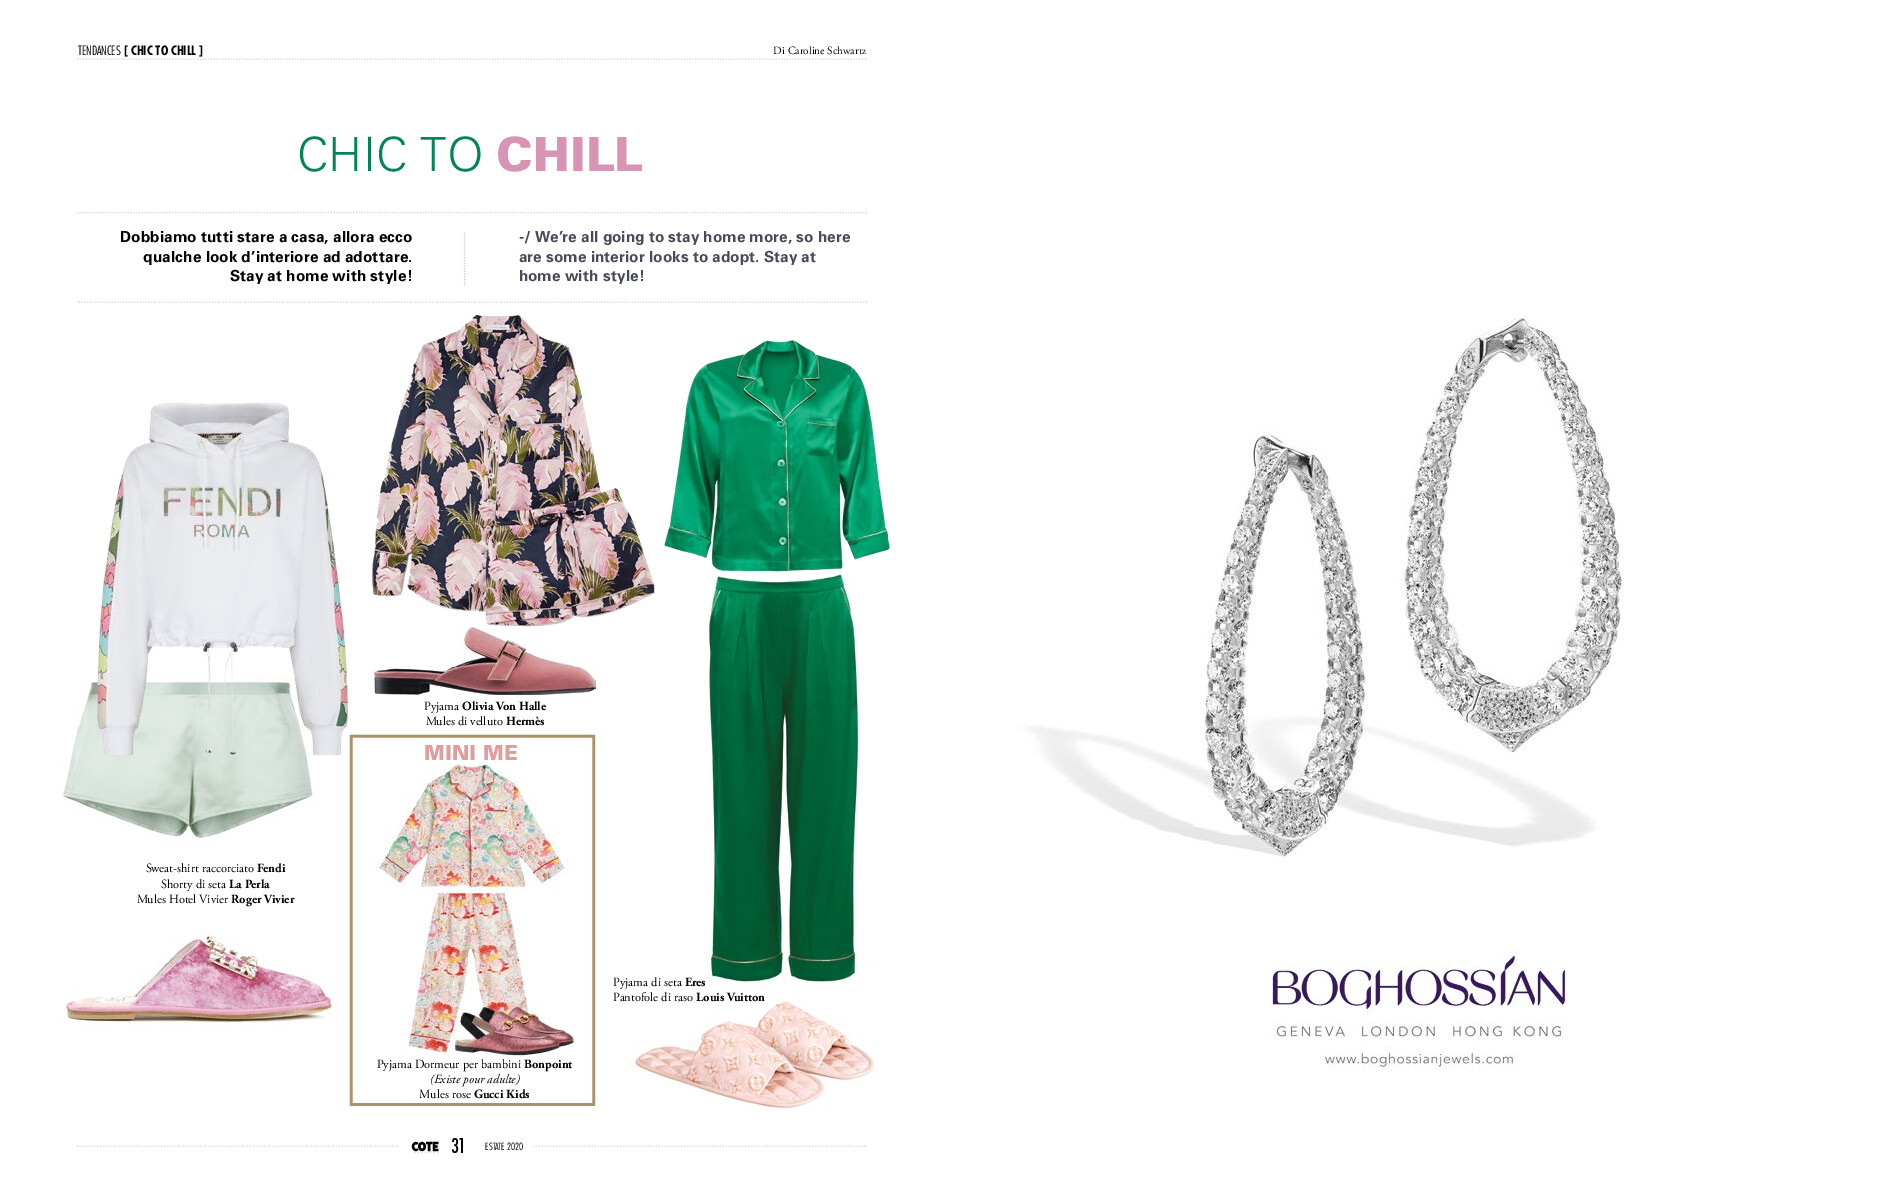 TENDANCES [ CHIC TO CHILL ]
Di Caroline Schwartz
CHIC TO CHILL
Dobbiamo tutti stare a casa, allora ecco
qualche look d’interiore ad adottare.
Stay at home with style!
-/ We’re all going to stay home more, so here
are some interior looks to adopt. Stay at
home with style!
FENDI
ROMA
Pyjama Olivia Von Halle
Mules di velluto Hermès
MINI ME
Sweat-shirt raccorciato Fendi
Shorty di seta La Perla
Mules Hotel Vivier Roger Vivier
Pyjama Dormeur per bambini Bonpoint
(Existe pour adulte)
Mules rose Gucci Kids
Pyjama di seta Eres
Pantofole di raso Louis Vuitton
COTE 31 ESTATE 2020
BOGHOSSIAN
GENEVA LONDON HONG KONG
www.boghossianjewels.com